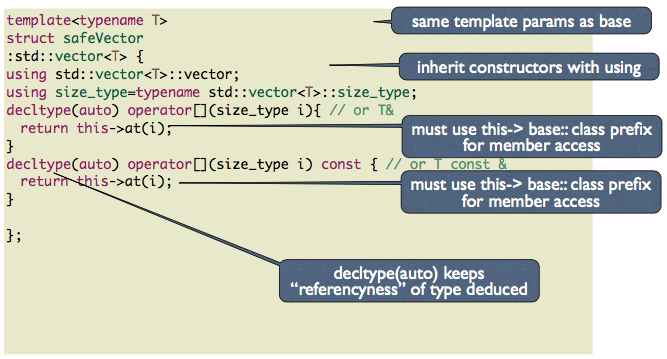 template<typename T>
same template params as base
struct safeVector
:std::vector<T> {
using std::vector<T>::vector;
inherit constructors with using
using size_type=typename std::vector<T>::size_type;
decltype(auto) operator[](size_type i){ // or T&
return this->at(i);
must use this-> base:: class prefix
for member access
}
decltype(auto) operator[](size_type i) const { // or T const &
return this->at(i);
must use this-> base:: class prefix
for member access
}
};
decltype(auto) keeps
“referencyness” of type deduced